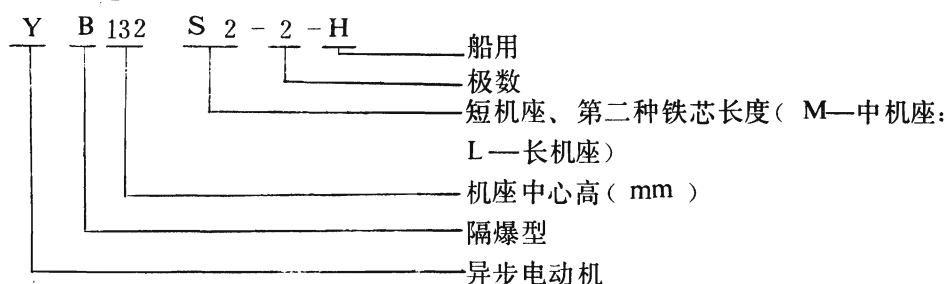 Y B 132 S 2 - 2 - H
船用
极数
短机座、第二种铁芯长度( M—中机座:
L—长机座)
机座中心高( mm )
隔爆型
异步电动机